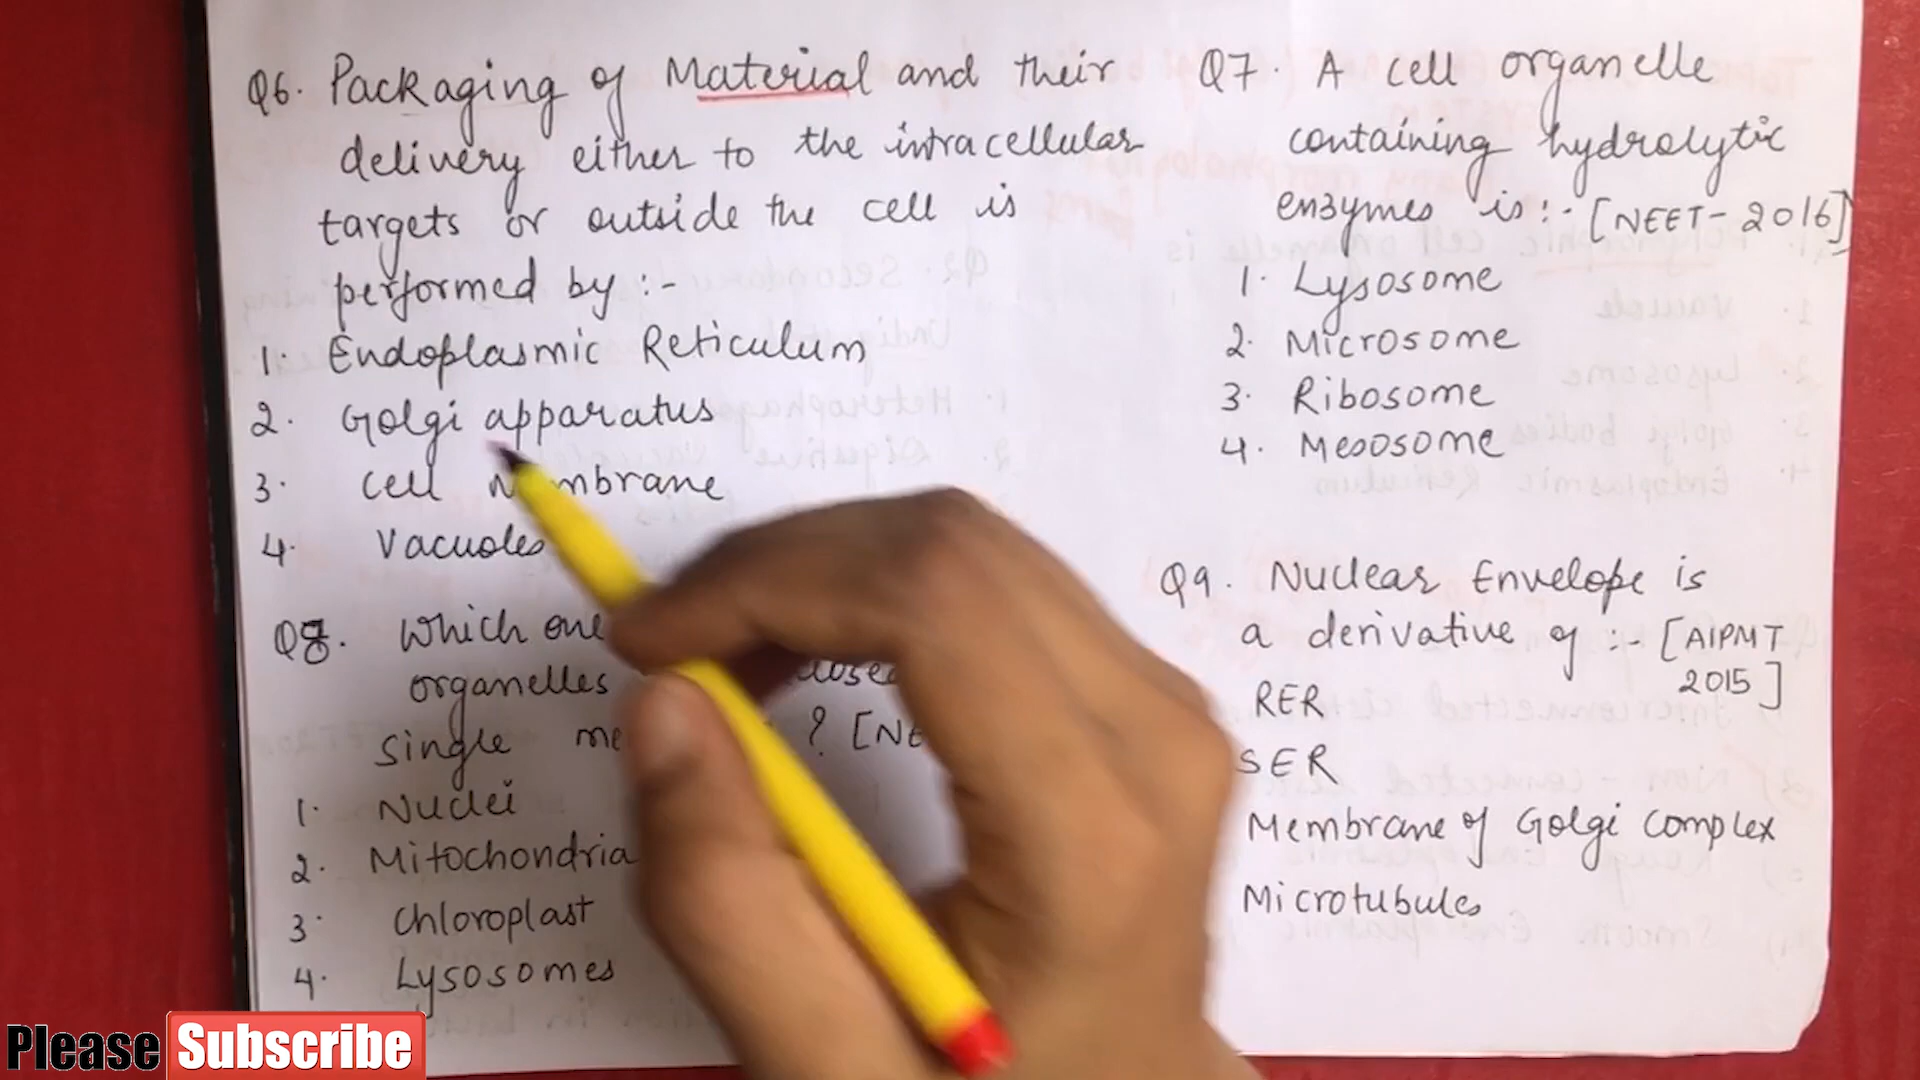 Q6. Packaging of Material and their
delivery either to the intracellular
targets or outside the cell is
performed by :-
1. Endoplasmic Reticulum
2. Golgi apparatus
3. Cell Membrane
4. Vacuoles
Q8. Which one
organelles
single ? [NE
1. Nuclei
2. Mitochondria
3. Chloroplast
4. Lysosomes
Q7. A cell organelle
containing hydrolytic
enzymes is:- [NEET-2016]
1. Lysosome
2. Microsome
3. Ribosome
4. Mesosome
Q9. Nuclear Envelope is
a derivative of :- [AIPMT
2015]
RER
SER
Membrane of Golgi Complex
Microtubules
Please Subscribe